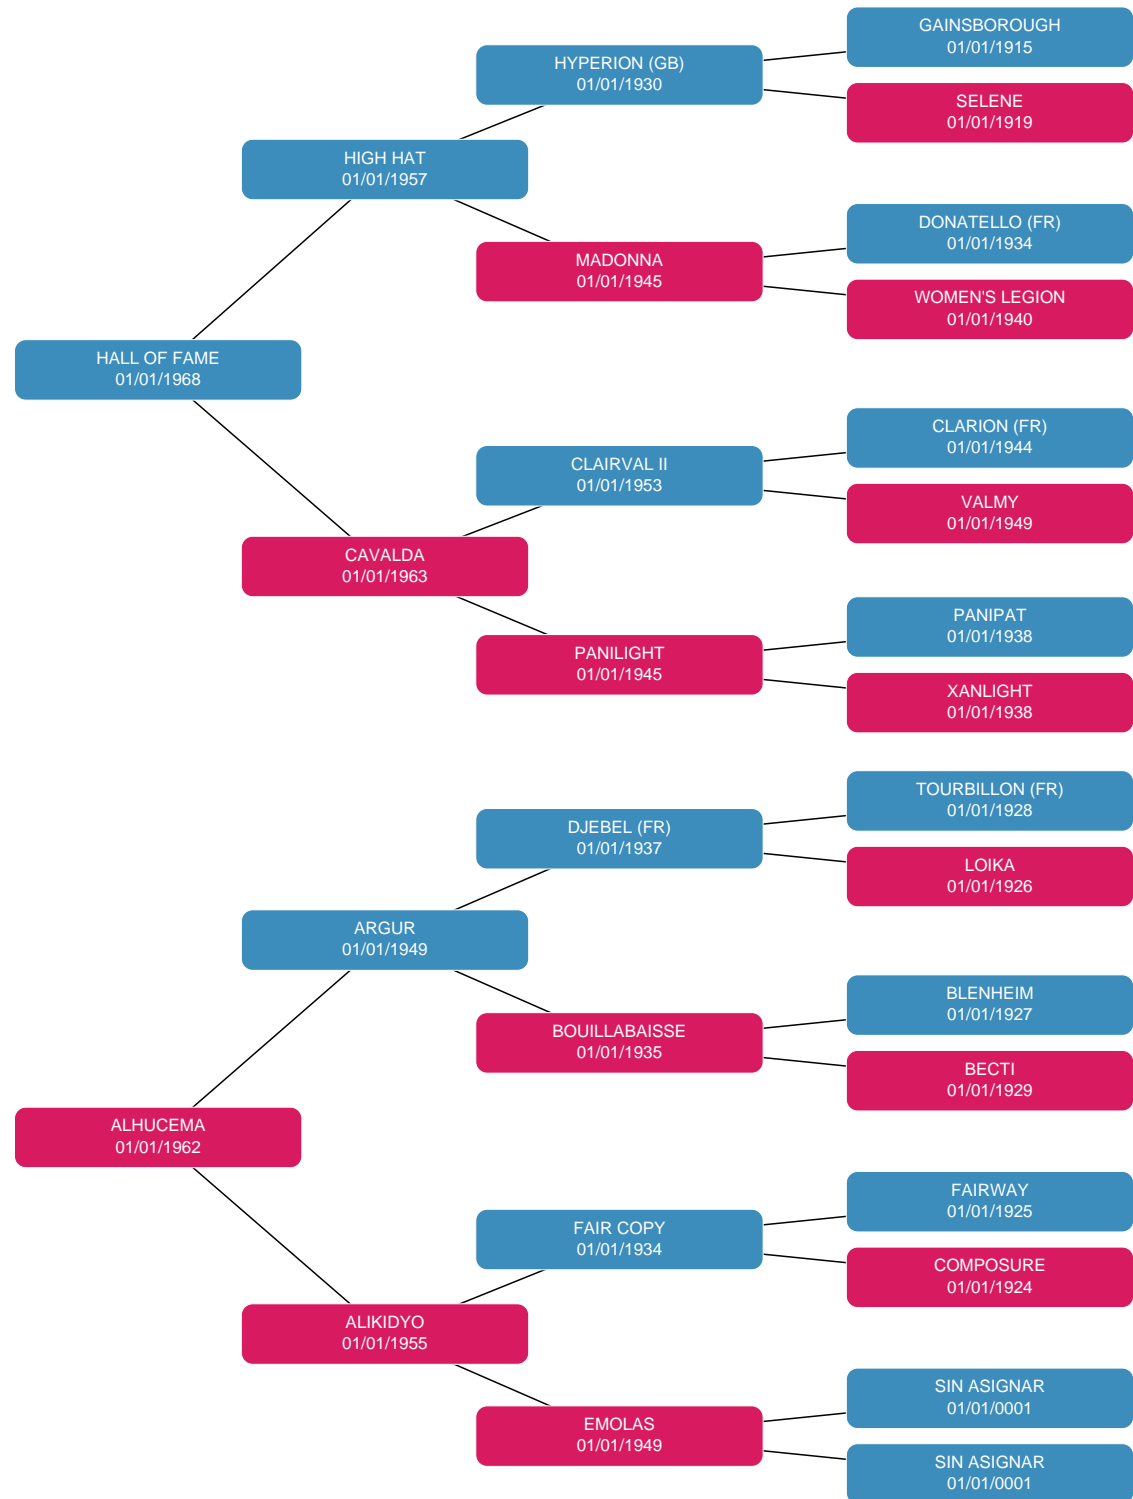 GAINSBOROUGH
01/01/1915
HYPERION (GB)
01/01/1930
SELENE
01/01/1919
HIGH HAT
01/01/1957
DONATELLO (FR)
01/01/1934
MADONNA
01/01/1945
WOMEN'S LEGION
01/01/1940
HALL OF FAME
01/01/1968
CLARION (FR)
01/01/1944
CLAIRVAL II
01/01/1953
VALMY
01/01/1949
CAVALDA
01/01/1963
PANIPAT
01/01/1938
PANILIGHT
01/01/1945
XANLIGHT
01/01/1938
TOURBILLON (FR)
01/01/1928
DJEBEL (FR)
01/01/1937
LOIKA
01/01/1926
ARGUR
01/01/1949
BLENHEIM
01/01/1927
BOUILLABAISSE
01/01/1935
BECTI
01/01/1929
ALHUCEMA
01/01/1962
FAIRWAY
01/01/1925
FAIR COPY
01/01/1934
COMPOSURE
01/01/1924
ALIKIDYO
01/01/1955
SIN ASIGNAR
01/01/0001
EMOLAS
01/01/1949
SIN ASIGNAR
01/01/0001